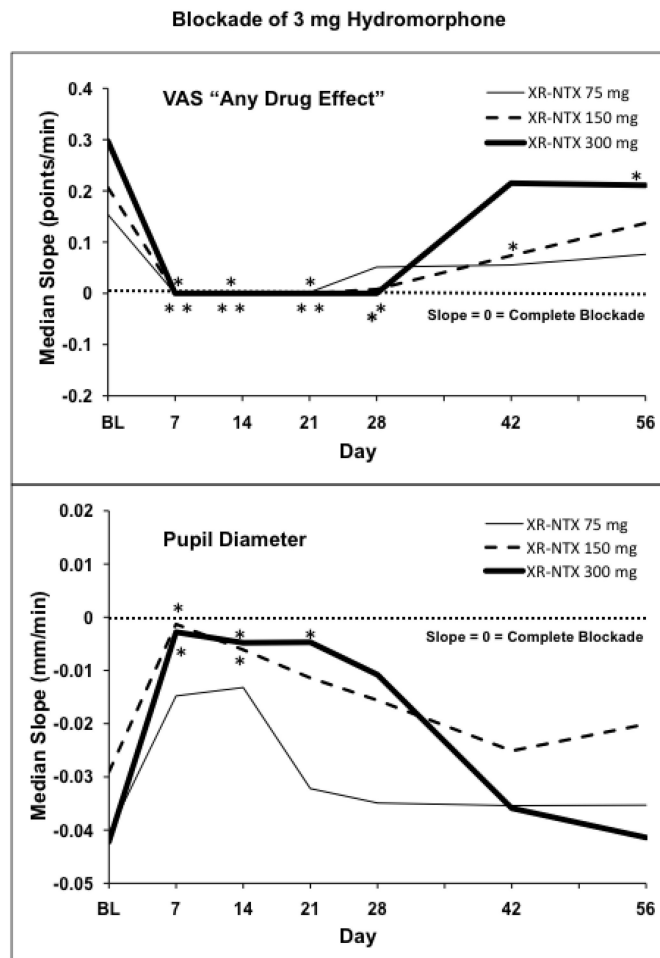 Blockade of 3 mg Hydromorphone
VAS “Any Drug Effect”
XR-NTX 75 mg
XR-NTX 150 mg
XR-NTX 300 mg
Median Slope (points/min)
0.4
0.3
0.2
0.1
0
-0.1
-0.2
* * * * *
* * * * * * * *
Slope = 0 = Complete Blockade
BL 7 14 21 28 42 56
Day
Pupil Diameter
XR-NTX 75 mg
XR-NTX 150 mg
XR-NTX 300 mg
Median Slope (mm/min)
0.02
0.01
0
-0.01
-0.02
-0.03
-0.04
-0.05
* * *
* *
Slope = 0 = Complete Blockade
BL 7 14 21 28 42 56
Day